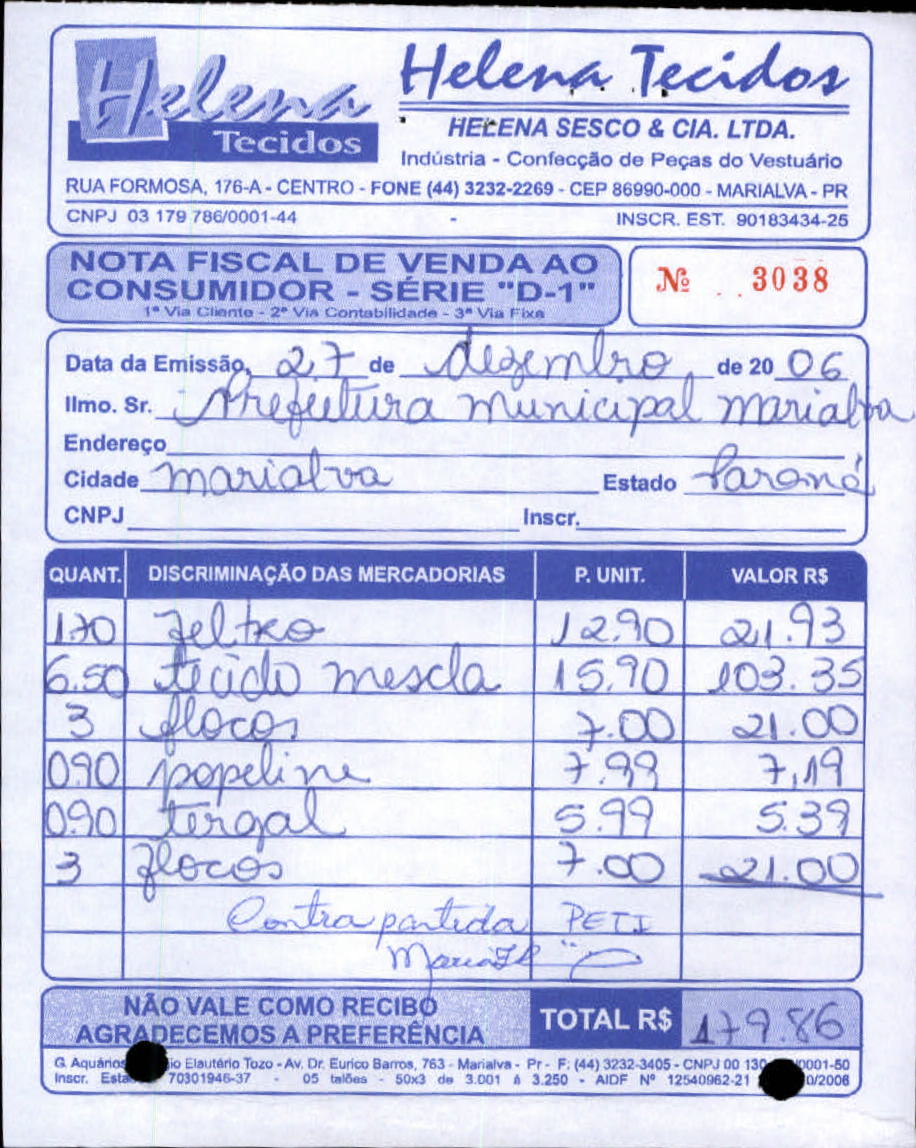 Helena Tecidos
Helena Tecidos
HELENA SESCO & CIA. LTDA.
Indústria - Confecção de Peças do Vestuário
RUA FORMOSA, 176-A - CENTRO - FONE (44) 3232-2269 - CEP 86990-000 - MARIALVA - PR
CNPJ 03 179 786/0001-44 - INSCR. EST. 90183434-25
NOTA FISCAL DE VENDA AO
CONSUMIDOR - SÉRIE "D-1"
1ª Via Cliente - 2ª Via Contabilidade - 3ª Via Fixa
Nº 3038
Data da Emissão, 27 de dezembro de 20 06
Ilmo. Sr. Prefeitura municipal marialva
Endereço
Cidade marialva Estado Paraná
CNPJ Inscr.
QUANT. DISCRIMINAÇÃO DAS MERCADORIAS P. UNIT. VALOR R$
1.70 feltro 12.90 21.93
6.50 tecido mescla 15.90 103.35
3 flocos 7.00 21.00
0.90 popeline 7.99 7,19
0.90 tergal 5.99 5.39
3 flocos 7.00 21.00
Contra partida PETI
NÃO VALE COMO RECIBO
AGRADECEMOS A PREFERÊNCIA
TOTAL R$ 179.86
G. Aquários Elautério Tozo - Av. Dr. Eurico Barros, 763 - Marialva - Pr - F: (44) 3232-3405 - CNPJ 00 130 0001-50
Inscr. 70301946-37 - 05 talões - 50x3 de 3.001 á 3.250 - AIDF Nº 12540962-21 /2006